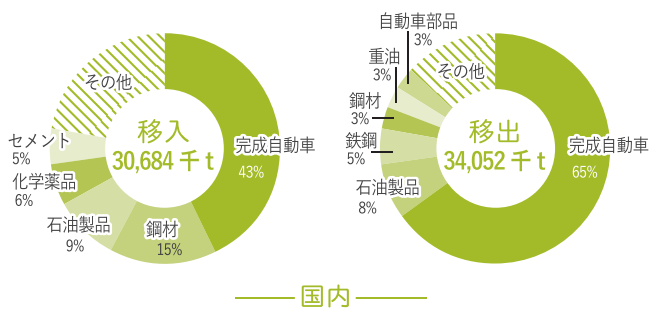 その他
セメント
5%
化学薬品
6%
石油製品
9%
鋼材
15%
完成自動車
43%
移入
30,684 千 t
自動車部品
3%
重油
3%
鋼材
3%
鉄鋼
5%
石油製品
8%
その他
完成自動車
65%
移出
34,052 千 t
国内